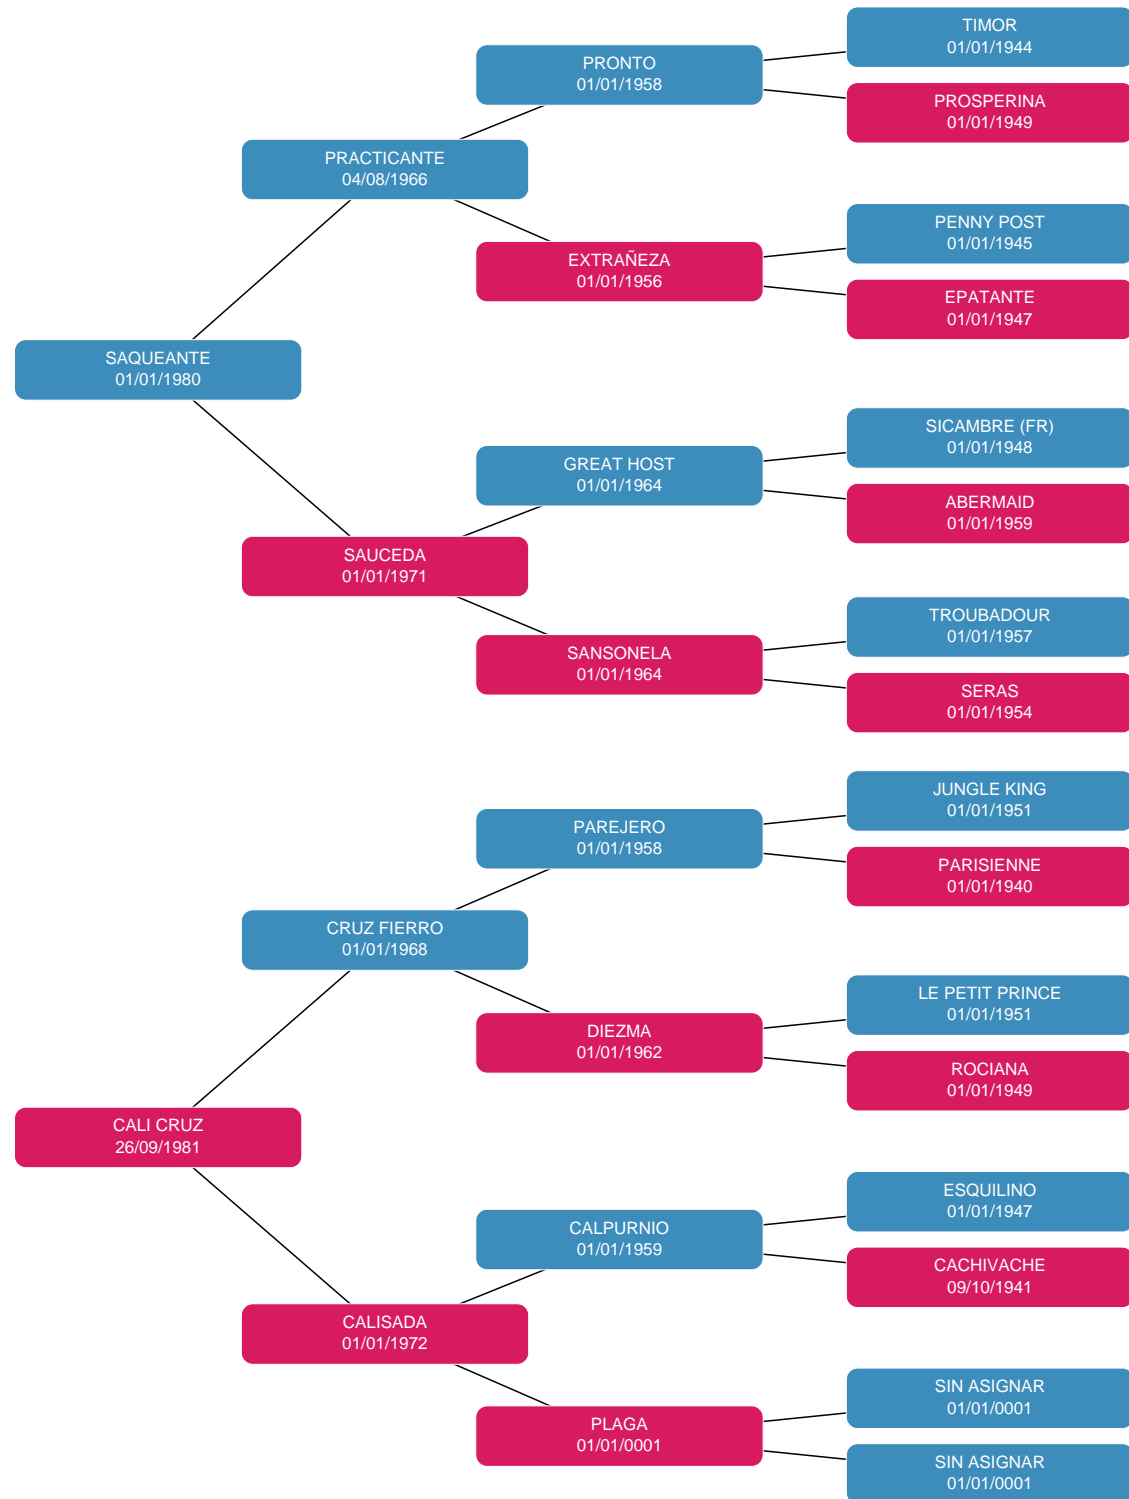 TIMOR
01/01/1944
PRONTO
01/01/1958
PROSPERINA
01/01/1949
PRACTICANTE
04/08/1966
PENNY POST
01/01/1945
EXTRAÑEZA
01/01/1956
EPATANTE
01/01/1947
SAQUEANTE
01/01/1980
SICAMBRE (FR)
01/01/1948
GREAT HOST
01/01/1964
ABERMAID
01/01/1959
SAUCEDA
01/01/1971
TROUBADOUR
01/01/1957
SANSONELA
01/01/1964
SERAS
01/01/1954
JUNGLE KING
01/01/1951
PAREJERO
01/01/1958
PARISIENNE
01/01/1940
CRUZ FIERRO
01/01/1968
LE PETIT PRINCE
01/01/1951
DIEZMA
01/01/1962
ROCIANA
01/01/1949
CALI CRUZ
26/09/1981
ESQUILINO
01/01/1947
CALPURNIO
01/01/1959
CACHIVACHE
09/10/1941
CALISADA
01/01/1972
SIN ASIGNAR
01/01/0001
PLAGA
01/01/0001
SIN ASIGNAR
01/01/0001